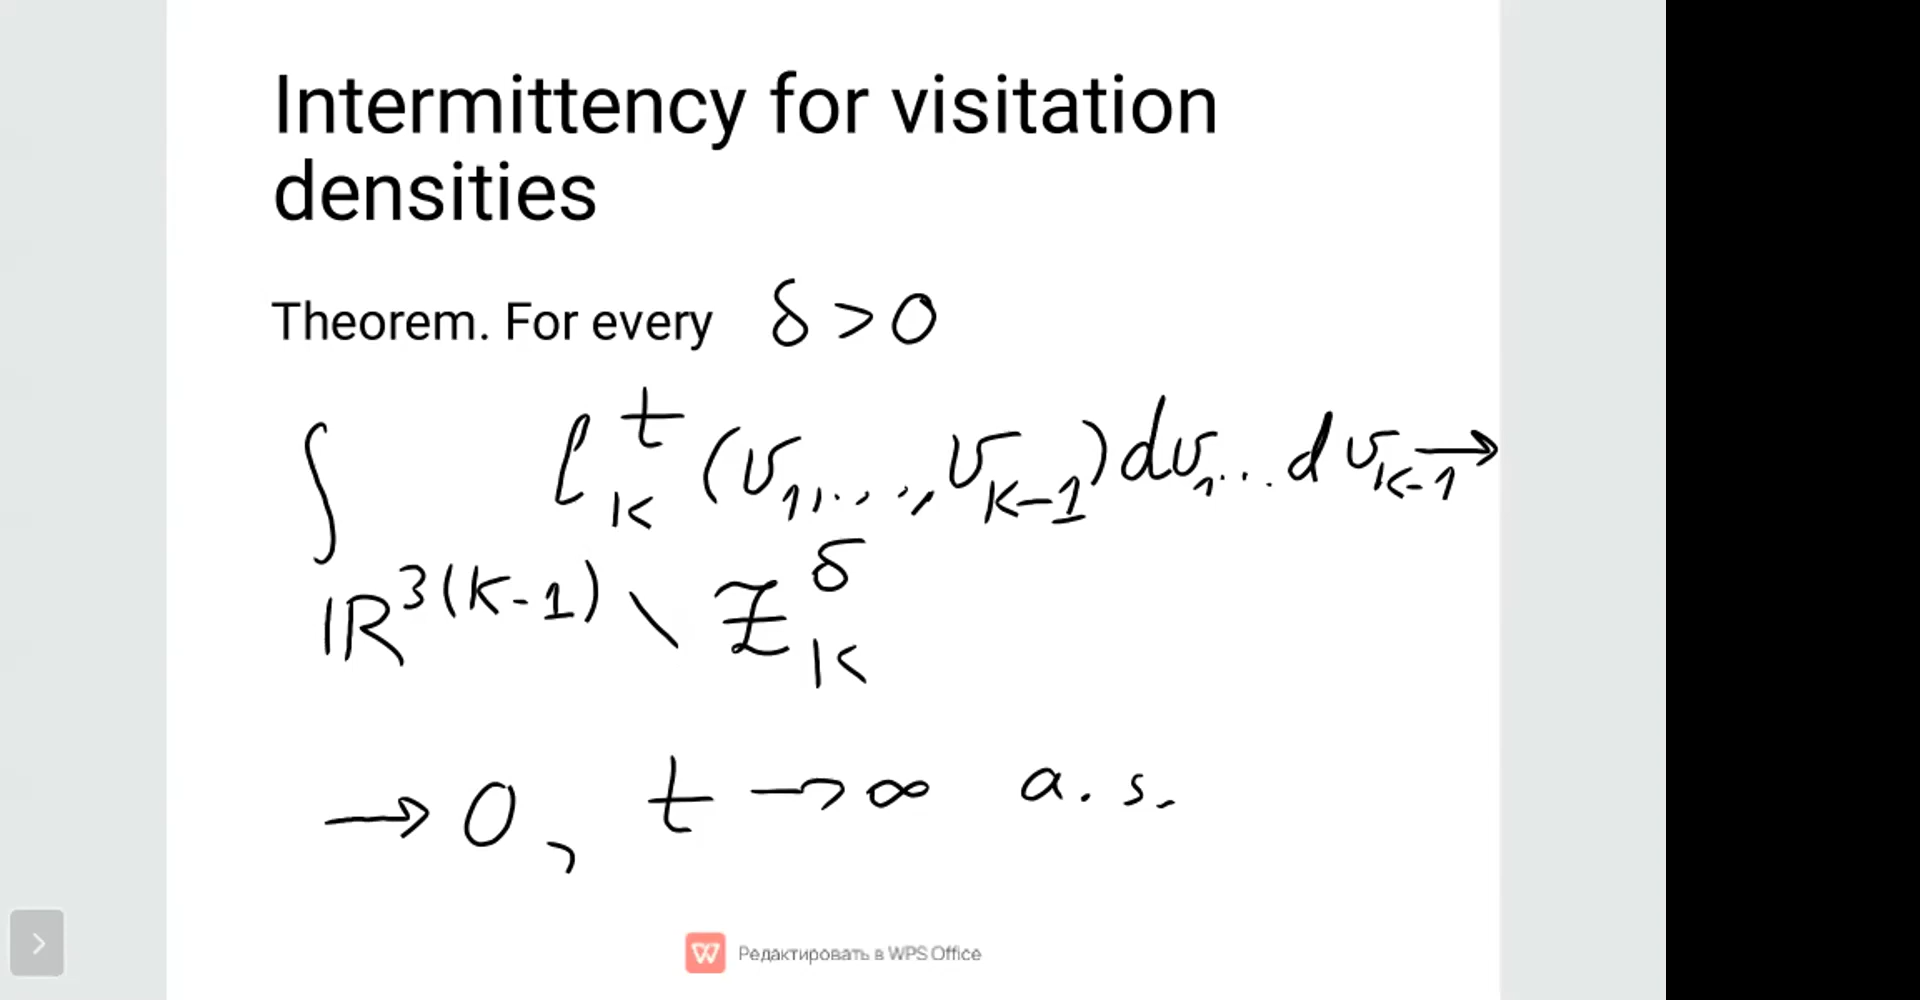 Intermittency for visitation
densities
Theorem. For every δ > 0
∫ l_k^t (v_1, ..., v_{k-1}) dv_1 ... dv_{k-1} →
ℝ^{3(k-1)} \ Z_k^δ
→ 0, t → ∞ a.s.
Редактировать в WPS Office